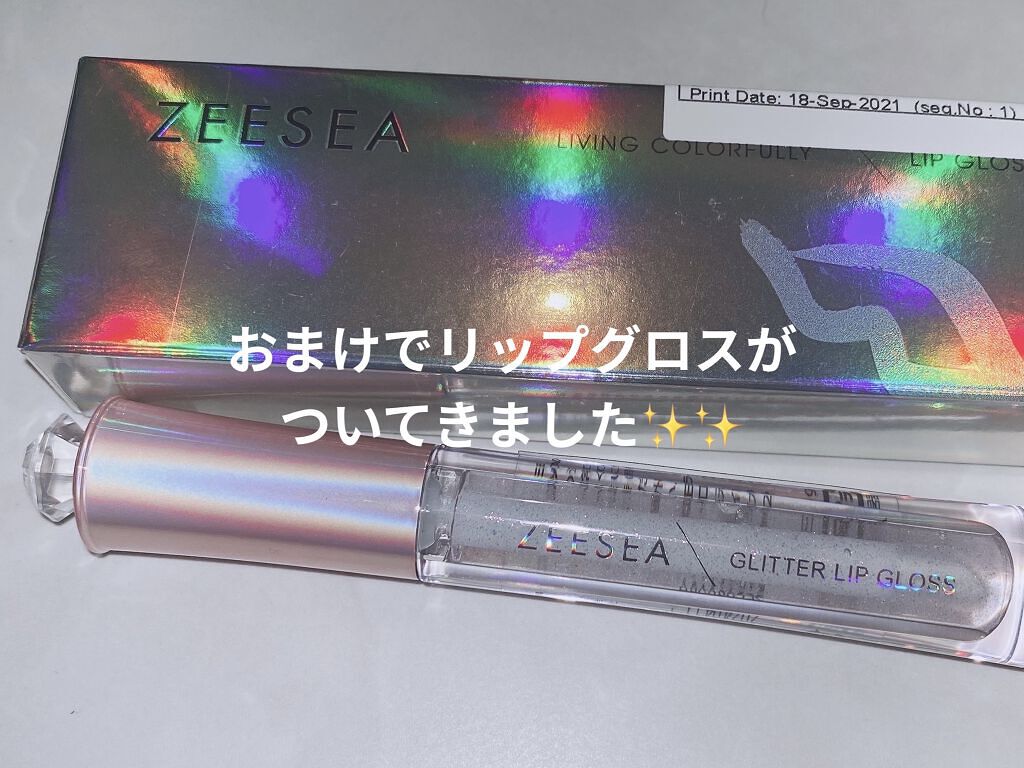 Print Date: 18-Sep-2021 (seq.No : 1)
ZEESEA
LIVING COLORFULLY
LIP GLOS
おまけでリップグロスが
ついてきました✨✨
ZEESEA
GLITTER LIP GLOSS